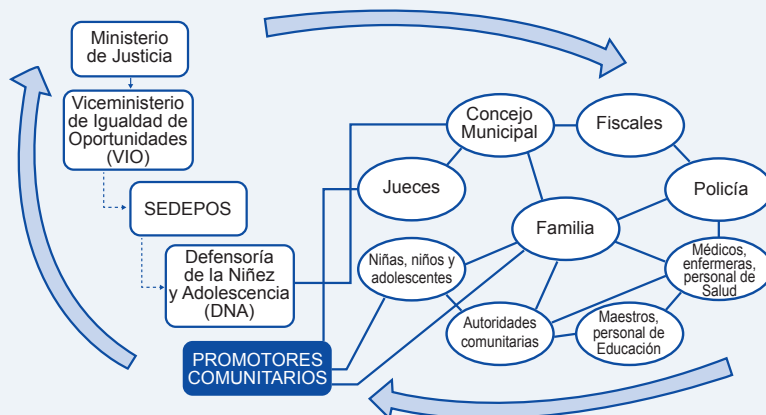 Ministerio
de Justicia
Viceministerio
de Igualdad de
Oportunidades
(VIO)
SEDEPOS
Defensoría
de la Niñez
y Adolescencia
(DNA)
PROMOTORES
COMUNITARIOS
Concejo
Municipal
Fiscales
Jueces
Policía
Familia
Niñas, niños y
adolescentes
Médicos,
enfermeras,
personal de
Salud
Autoridades
comunitarias
Maestros,
personal de
Educación